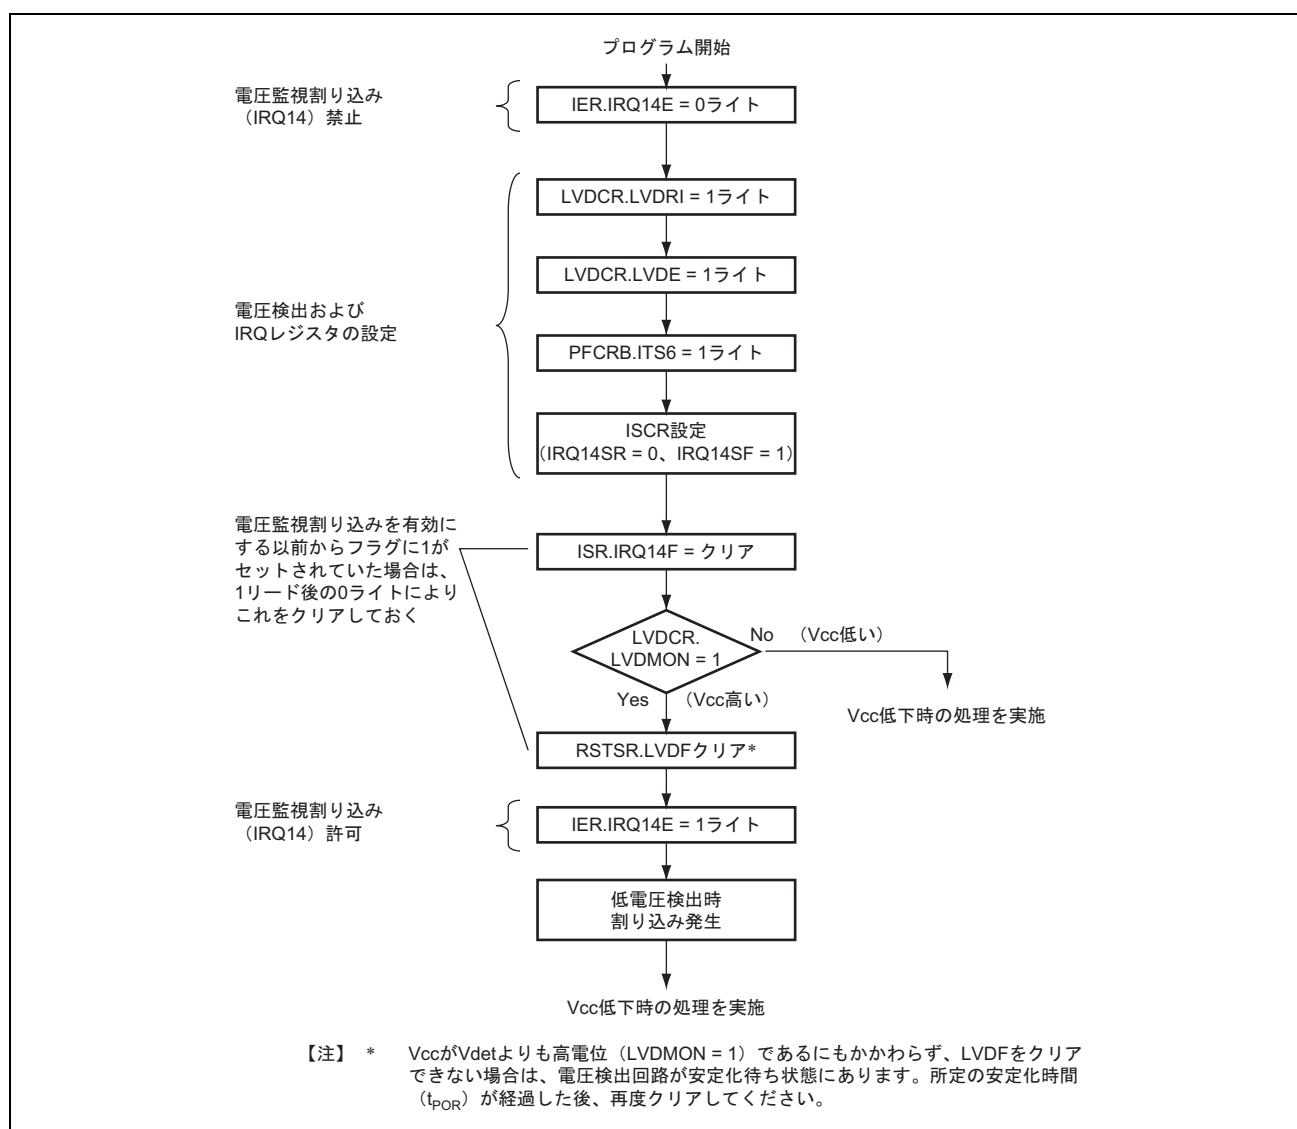 プログラム開始
電圧監視割り込み
（IRQ14）禁止
IER.IRQ14E = 0ライト
LVDCR.LVDRI = 1ライト
LVDCR.LVDE = 1ライト
電圧検出および
IRQレジスタの設定
PFCRB.ITS6 = 1ライト
ISCR設定
（IRQ14SR = 0、IRQ14SF = 1）
電圧監視割り込みを有効に
する以前からフラグに1が
セットされていた場合は、
1リード後の0ライトにより
これをクリアしておく
ISR.IRQ14F = クリア
LVDCR.
LVDMON = 1
No （Vcc低い）
Yes （Vcc高い）
Vcc低下時の処理を実施
RSTSR.LVDFクリア*
電圧監視割り込み
（IRQ14）許可
IER.IRQ14E = 1ライト
低電圧検出時
割り込み発生
Vcc低下時の処理を実施
【注】 * VccがVdetよりも高電位（LVDMON = 1）であるにもかかわらず、LVDFをクリア
できない場合は、電圧検出回路が安定化待ち状態にあります。所定の安定化時間
（tPOR）が経過した後、再度クリアしてください。